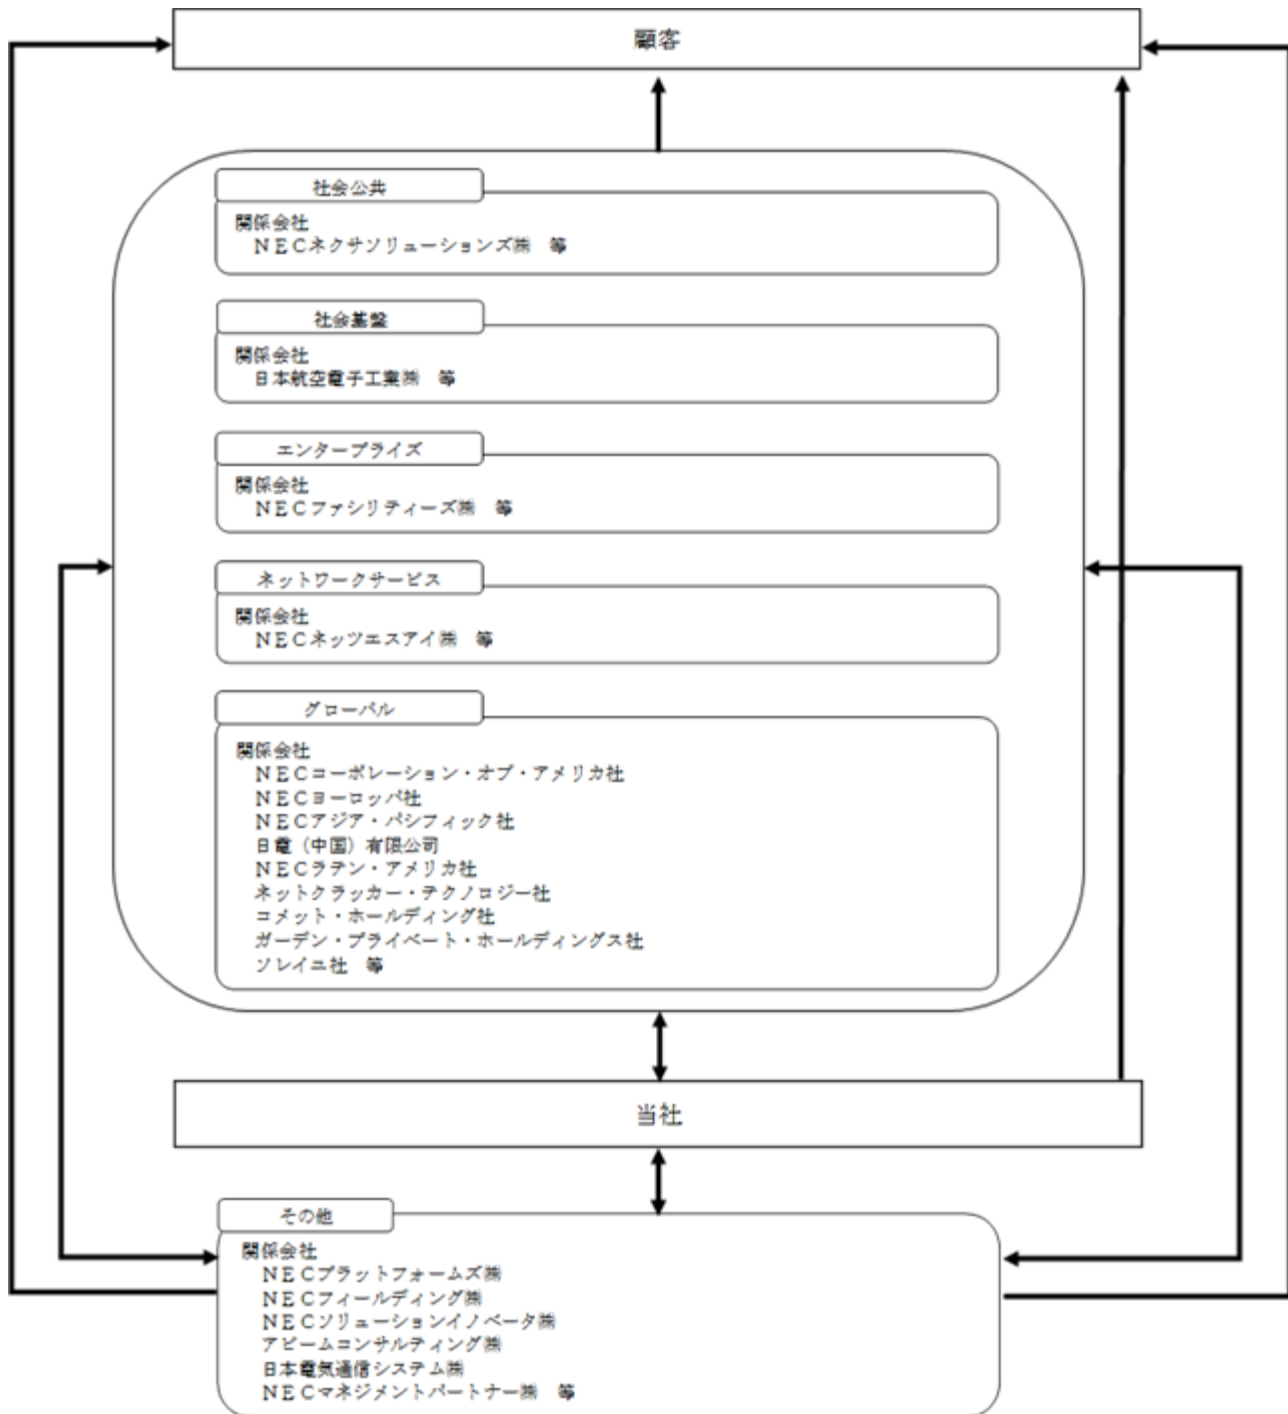 顧客
社会公共
関係会社
ＮＥＣネクサソリューションズ㈱　等
社会基盤
関係会社
日本航空電子工業㈱　等
エンタープライズ
関係会社
ＮＥＣファシリティーズ㈱　等
ネットワークサービス
関係会社
ＮＥＣネッツエスアイ㈱　等
グローバル
関係会社
ＮＥＣコーポレーション・オブ・アメリカ社
ＮＥＣヨーロッパ社
ＮＥＣアジア・パシフィック社
日電（中国）有限公司
ＮＥＣラテン・アメリカ社
ネットクラッカー・テクノロジー社
コメット・ホールディング社
ガーデン・プライベート・ホールディングス社
ソレイユ社　等
当社
その他
関係会社
ＮＥＣプラットフォームズ㈱
ＮＥＣフィールディング㈱
ＮＥＣソリューションイノベータ㈱
アビームコンサルティング㈱
日本電気通信システム㈱
ＮＥＣマネジメントパートナー㈱　等